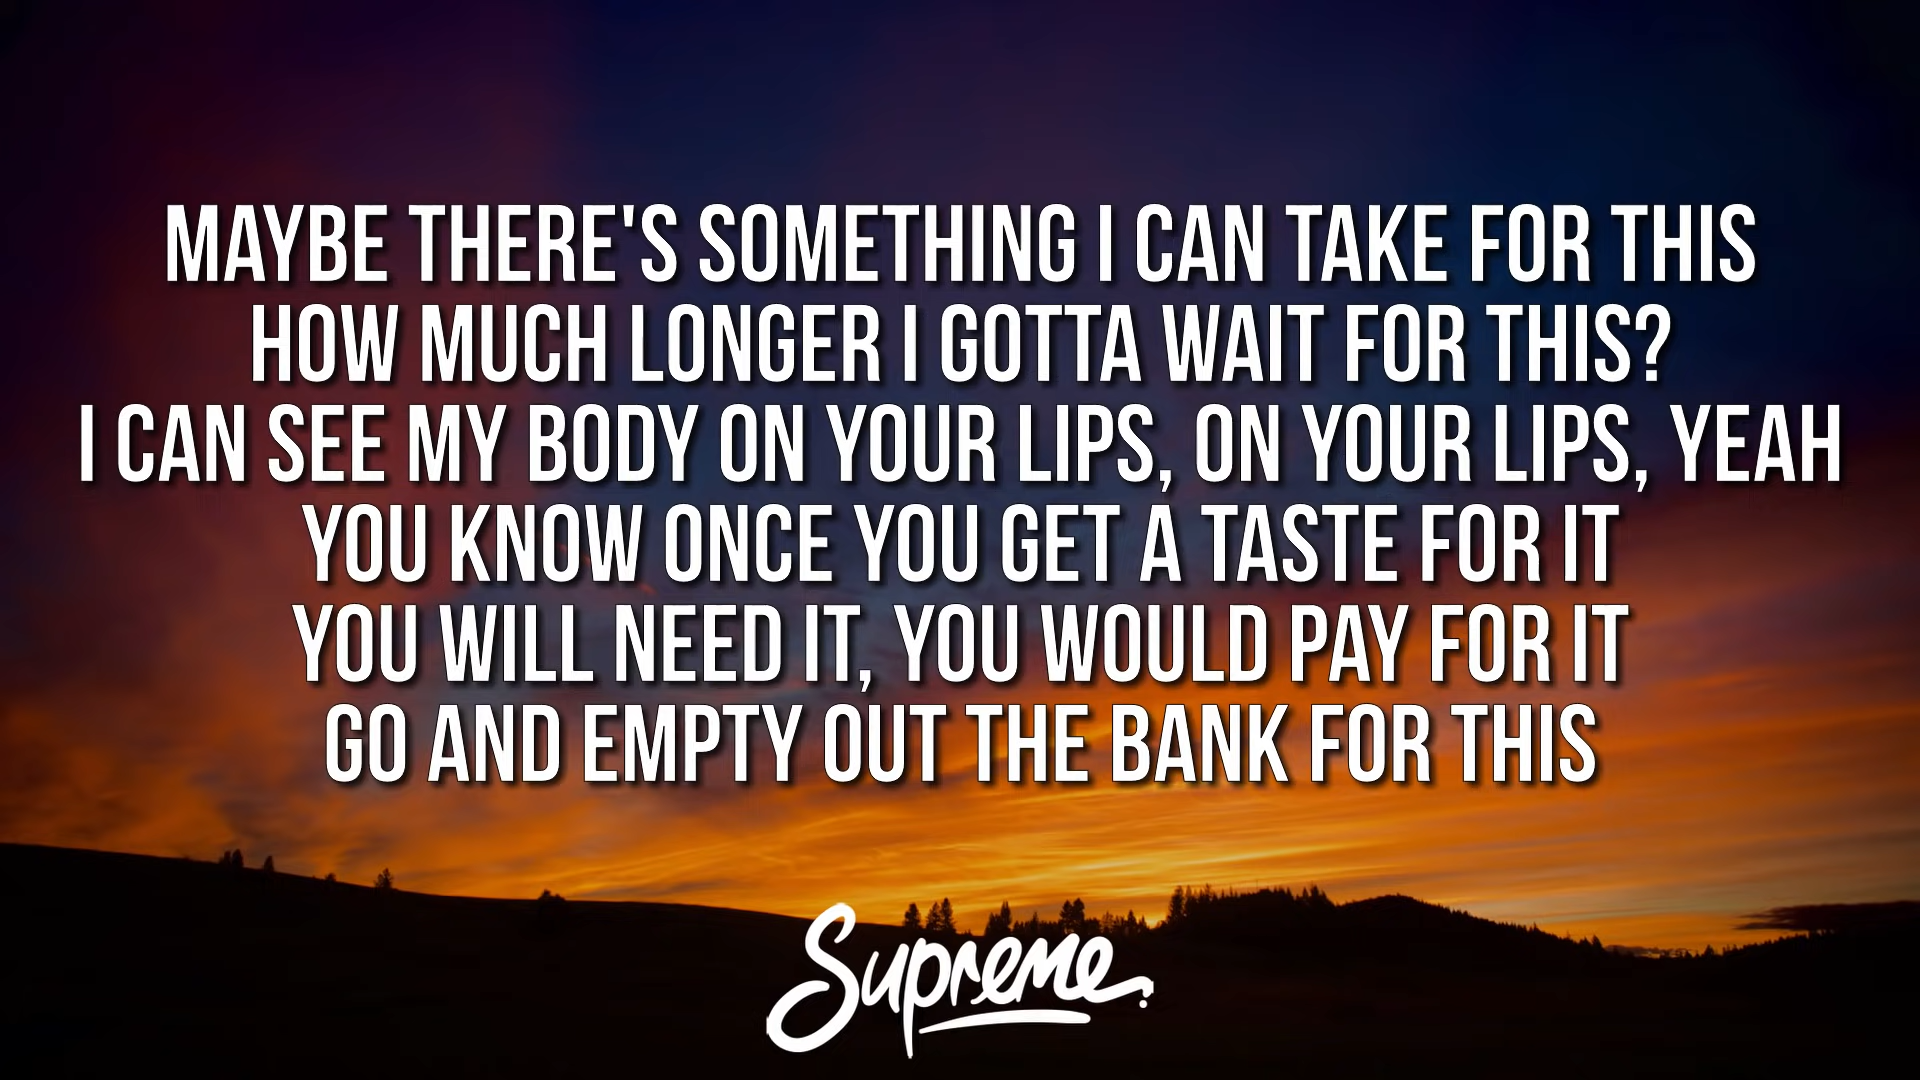 MAYBE THERE'S SOMETHING I CAN TAKE FOR THIS
HOW MUCH LONGER I GOTTA WAIT FOR THIS?
I CAN SEE MY BODY ON YOUR LIPS, ON YOUR LIPS, YEAH
YOU KNOW ONCE YOU GET A TASTE FOR IT
YOU WILL NEED IT, YOU WOULD PAY FOR IT
GO AND EMPTY OUT THE BANK FOR THIS
Supreme.